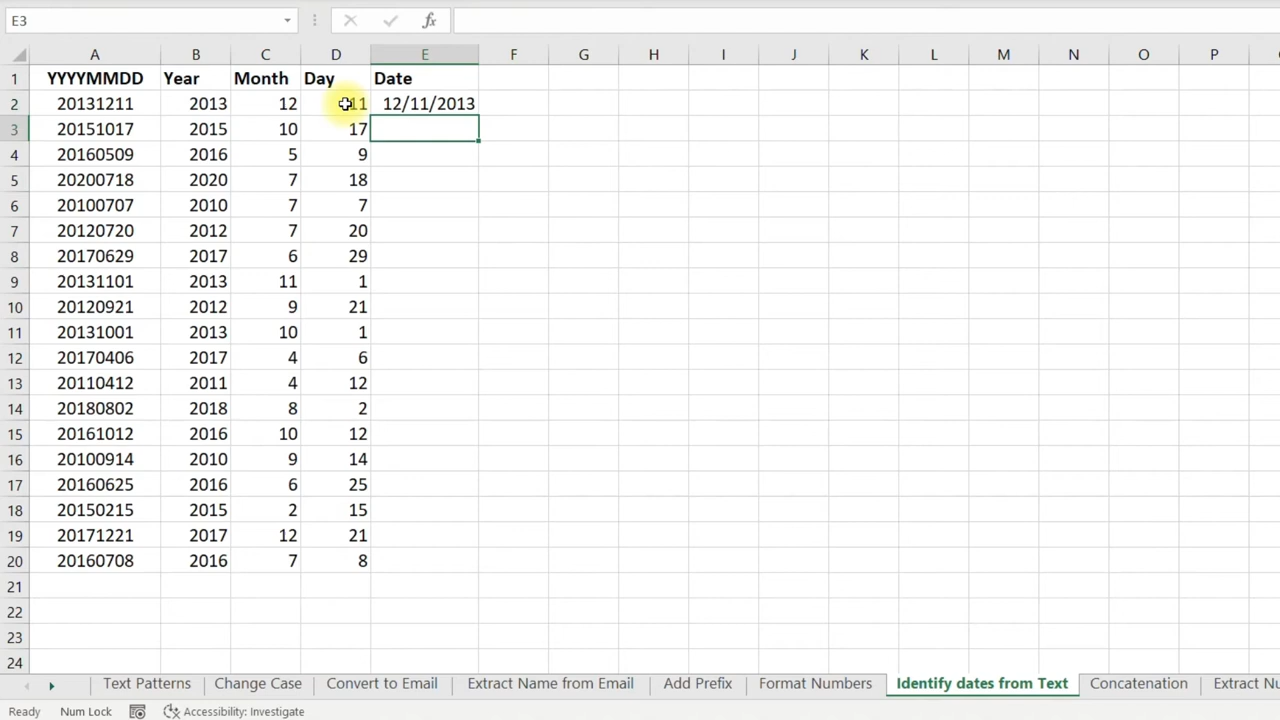 E3 fx
A B C D E F G H I J K L M N O P
1 YYYYMMDD Year Month Day Date
2 20131211 2013 12 11 12/11/2013
3 20151017 2015 10 17
4 20160509 2016 5 9
5 20200718 2020 7 18
6 20100707 2010 7 7
7 20120720 2012 7 20
8 20170629 2017 6 29
9 20131101 2013 11 1
10 20120921 2012 9 21
11 20131001 2013 10 1
12 20170406 2017 4 6
13 20110412 2011 4 12
14 20180802 2018 8 2
15 20161012 2016 10 12
16 20100914 2010 9 14
17 20160625 2016 6 25
18 20150215 2015 2 15
19 20171221 2017 12 21
20 20160708 2016 7 8
21
22
23
24
Text Patterns Change Case Convert to Email Extract Name from Email Add Prefix Format Numbers Identify dates from Text Concatenation Extract Nu
Ready Num Lock Accessibility: Investigate